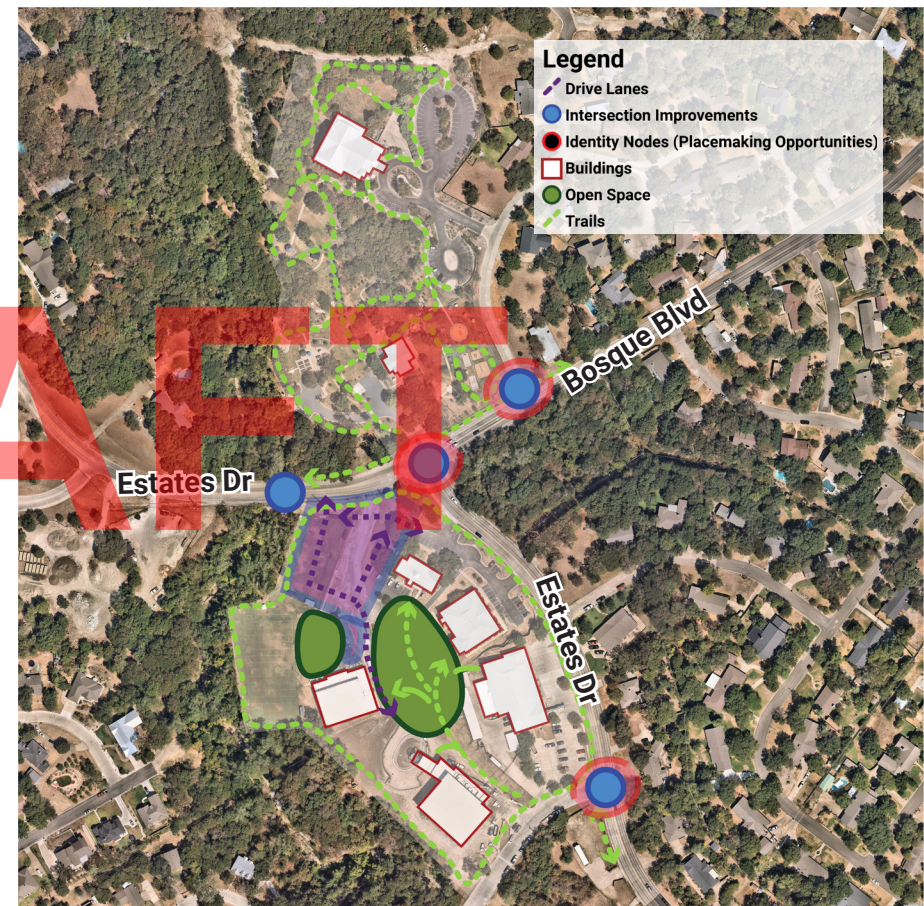 Legend
Drive Lanes
Intersection Improvements
Identity Nodes (Placemaking Opportunities)
Buildings
Open Space
Trails
Bosque Blvd
AFT
Estates Dr
Estates Dr